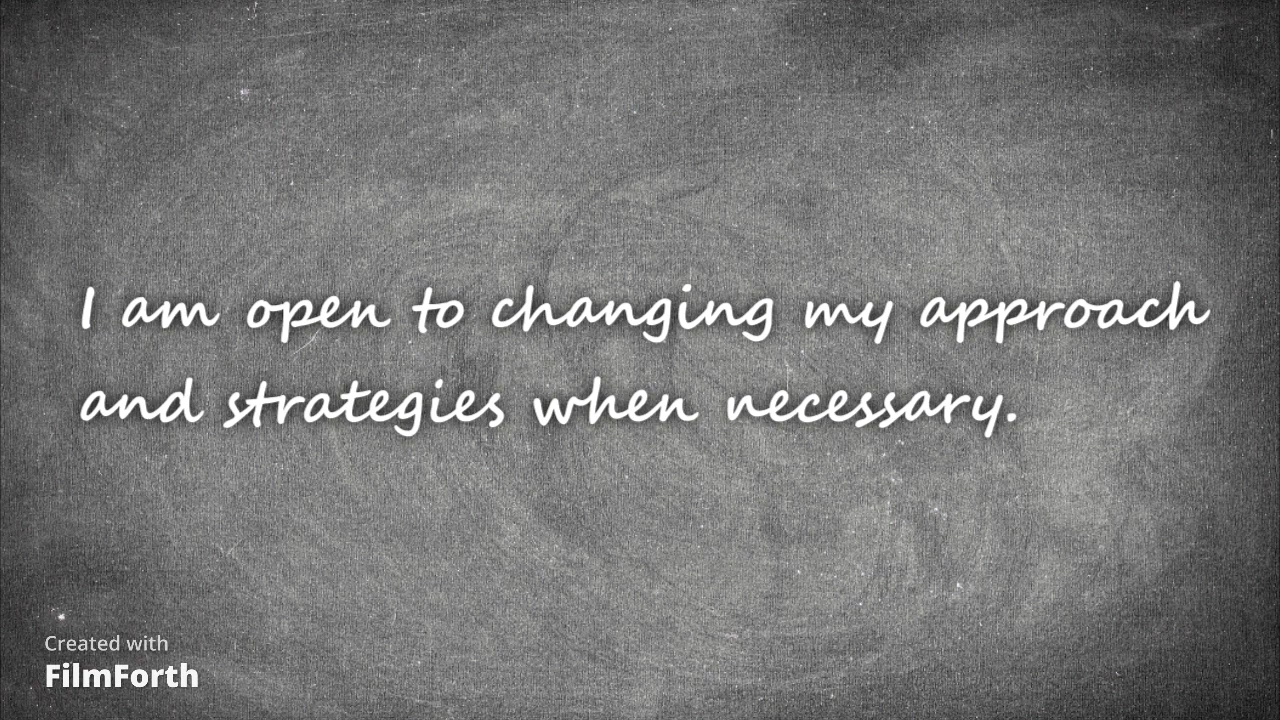 I am open to changing my approach
and strategies when necessary.
Created with
FilmForth